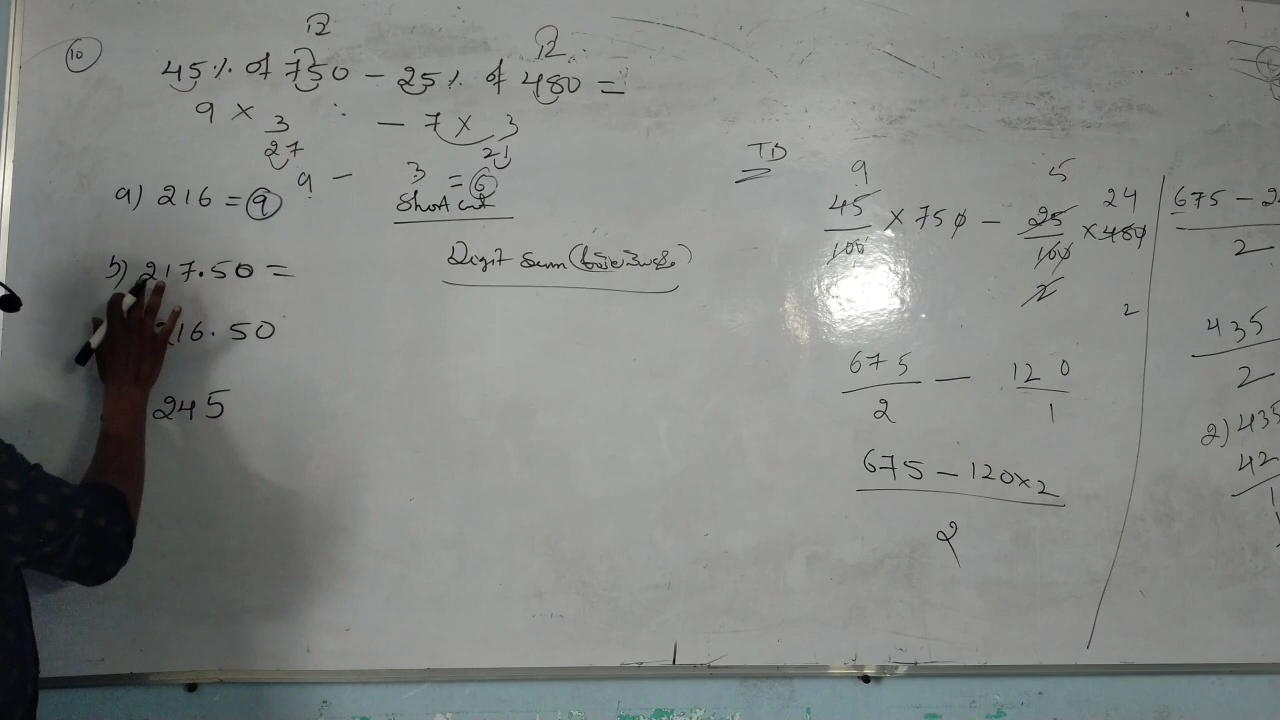 10
12 12
45% of 750 - 25% of 480 =
9 × 3 - 7 × 3
27 21
9 - 3 = 6
a) 216 = 9
Short cut
b) 217.50 =
Digit Sum
16.50
245
TD
9 5 24
45/100 × 750 - 25/100 × 480
2
2
675/2 - 120/1
675 - 120×2
2
675 - 2
2
435
2
2) 435
42
1